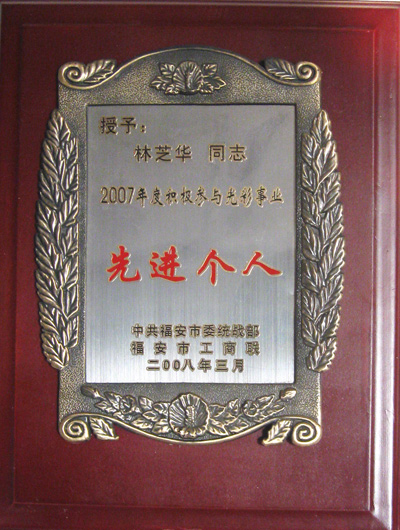 授予：
林芝华 同志
2007年度积极参与光彩事业
先进个人
中共福安市委统战部
福安市工商联
二00八年三月